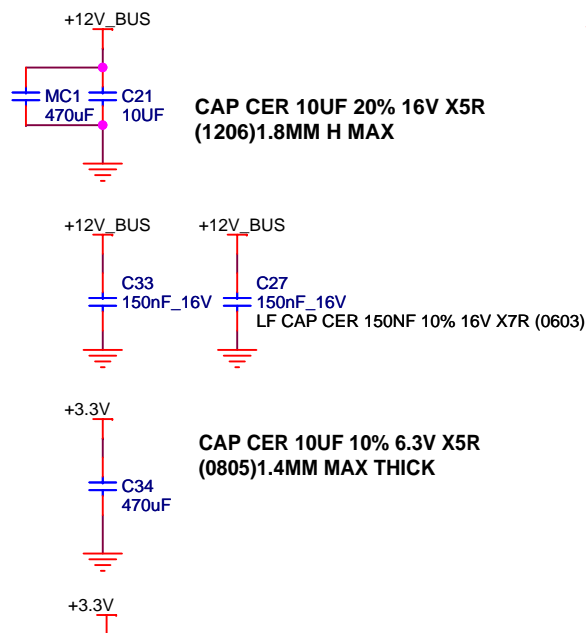 +12V_BUS
MC1
470uF
C21
10UF
CAP CER 10UF 20% 16V X5R
(1206)1.8MM H MAX
+12V_BUS
+12V_BUS
C33
150nF_16V
C27
150nF_16V
LF CAP CER 150NF 10% 16V X7R (0603)
+3.3V
CAP CER 10UF 10% 6.3V X5R
(0805)1.4MM MAX THICK
C34
470uF
+3.3V